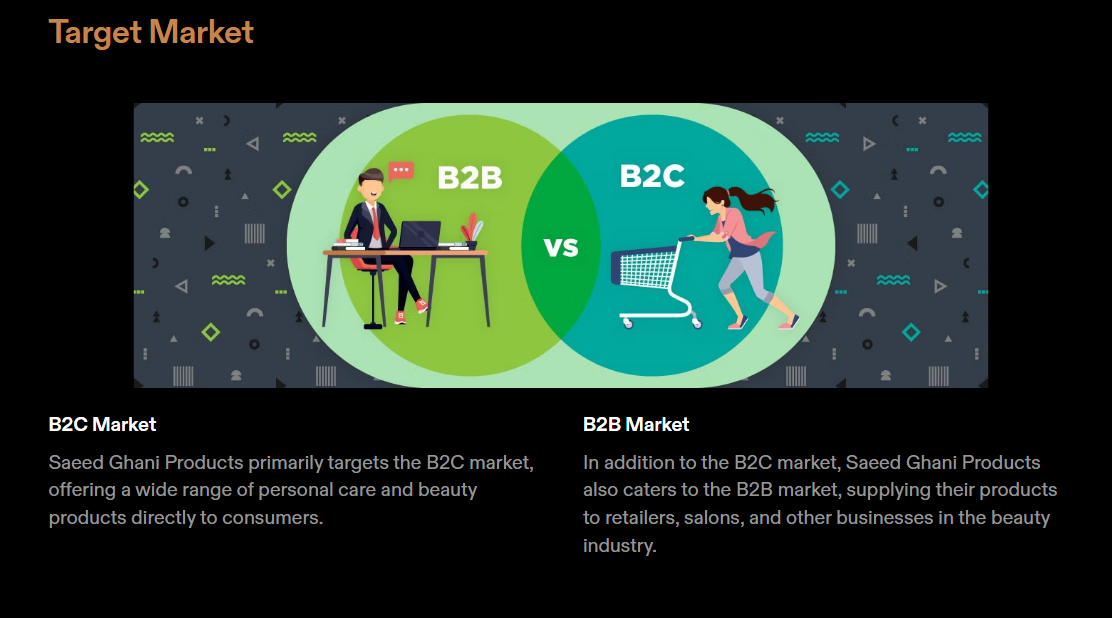 Target Market
B2B
B2C
VS
B2C Market
Saeed Ghani Products primarily targets the B2C market,
offering a wide range of personal care and beauty
products directly to consumers.
B2B Market
In addition to the B2C market, Saeed Ghani Products
also caters to the B2B market, supplying their products
to retailers, salons, and other businesses in the beauty
industry.